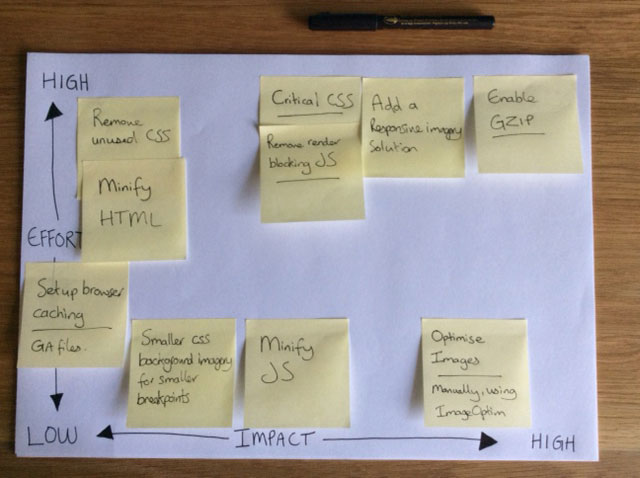 HIGH
Remove
unused CSS
Critical CSS
Add a
Responsive imagery
Solution
Enable
GZIP
Remove render
blocking JS
Minify
HTML
EFFORT
Setup browser
caching
GA files.
Smaller CSS
background imagery
for smaller
breakpoints
Minify
JS
Optimise
Images
Manually, using
ImageOptim
LOW
IMPACT
HIGH